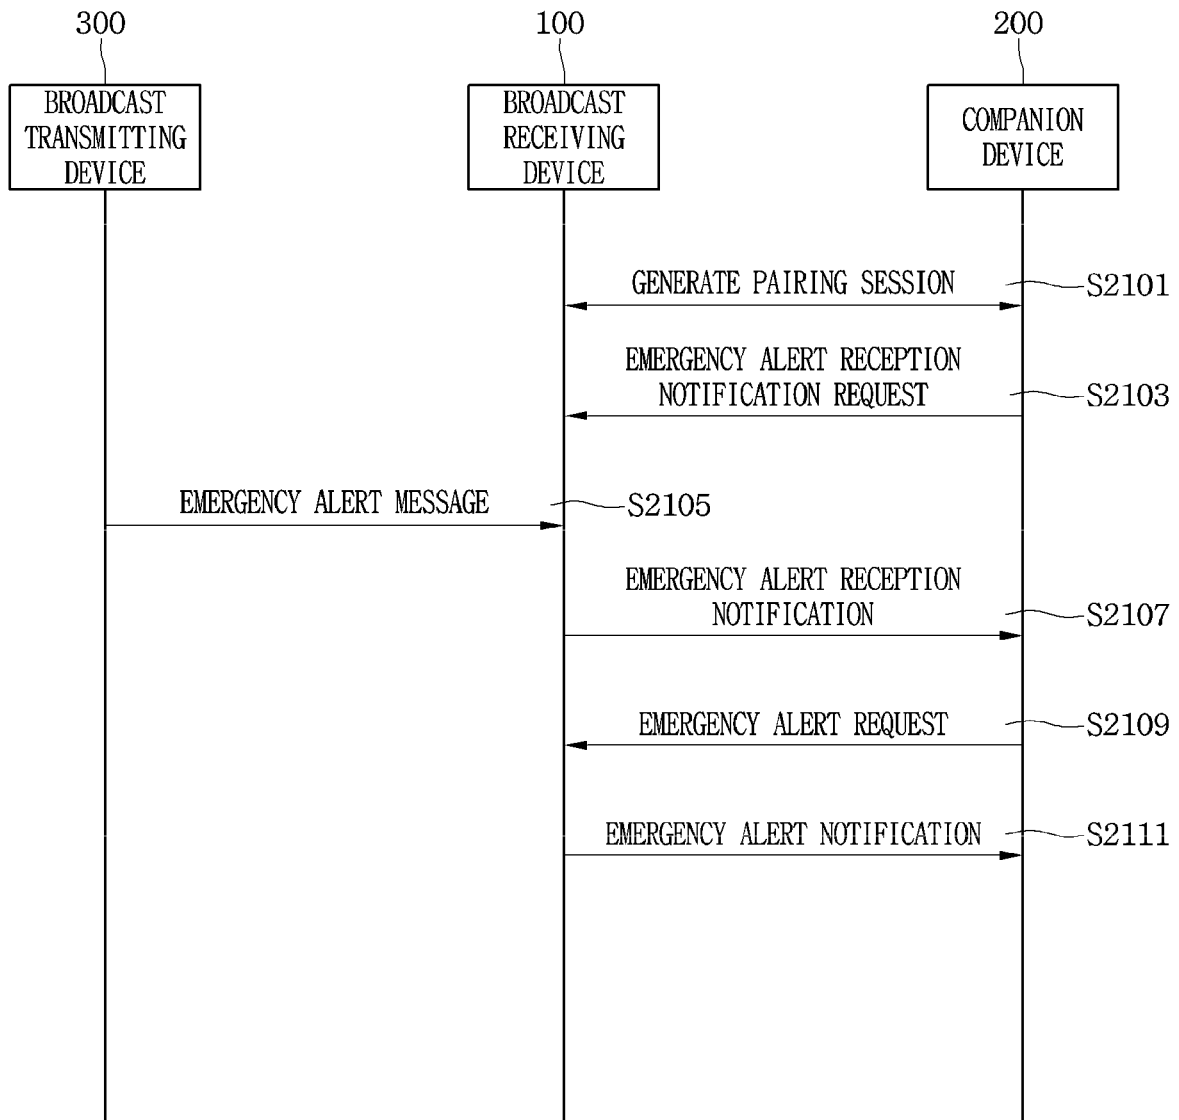 300
100
200
BROADCAST
TRANSMITTING
DEVICE
BROADCAST
RECEIVING
DEVICE
COMPANION
DEVICE
GENERATE PAIRING SESSION
S2101
EMERGENCY ALERT RECEPTION
NOTIFICATION REQUEST
S2103
EMERGENCY ALERT MESSAGE
S2105
EMERGENCY ALERT RECEPTION
NOTIFICATION
S2107
EMERGENCY ALERT REQUEST
S2109
EMERGENCY ALERT NOTIFICATION
S2111